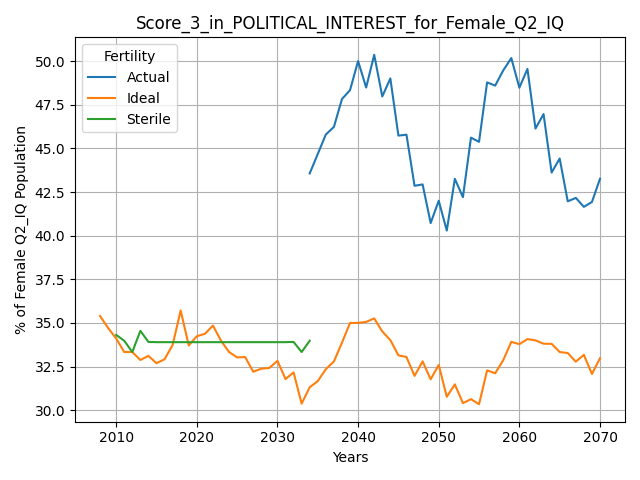 Score_3_in_POLITICAL_INTEREST_for_Female_Q2_IQ
Fertility
Actual
Ideal
Sterile
% of Female Q2_IQ Population
50.0
47.5
45.0
42.5
40.0
37.5
35.0
32.5
30.0
2010 2020 2030 2040 2050 2060 2070
Years